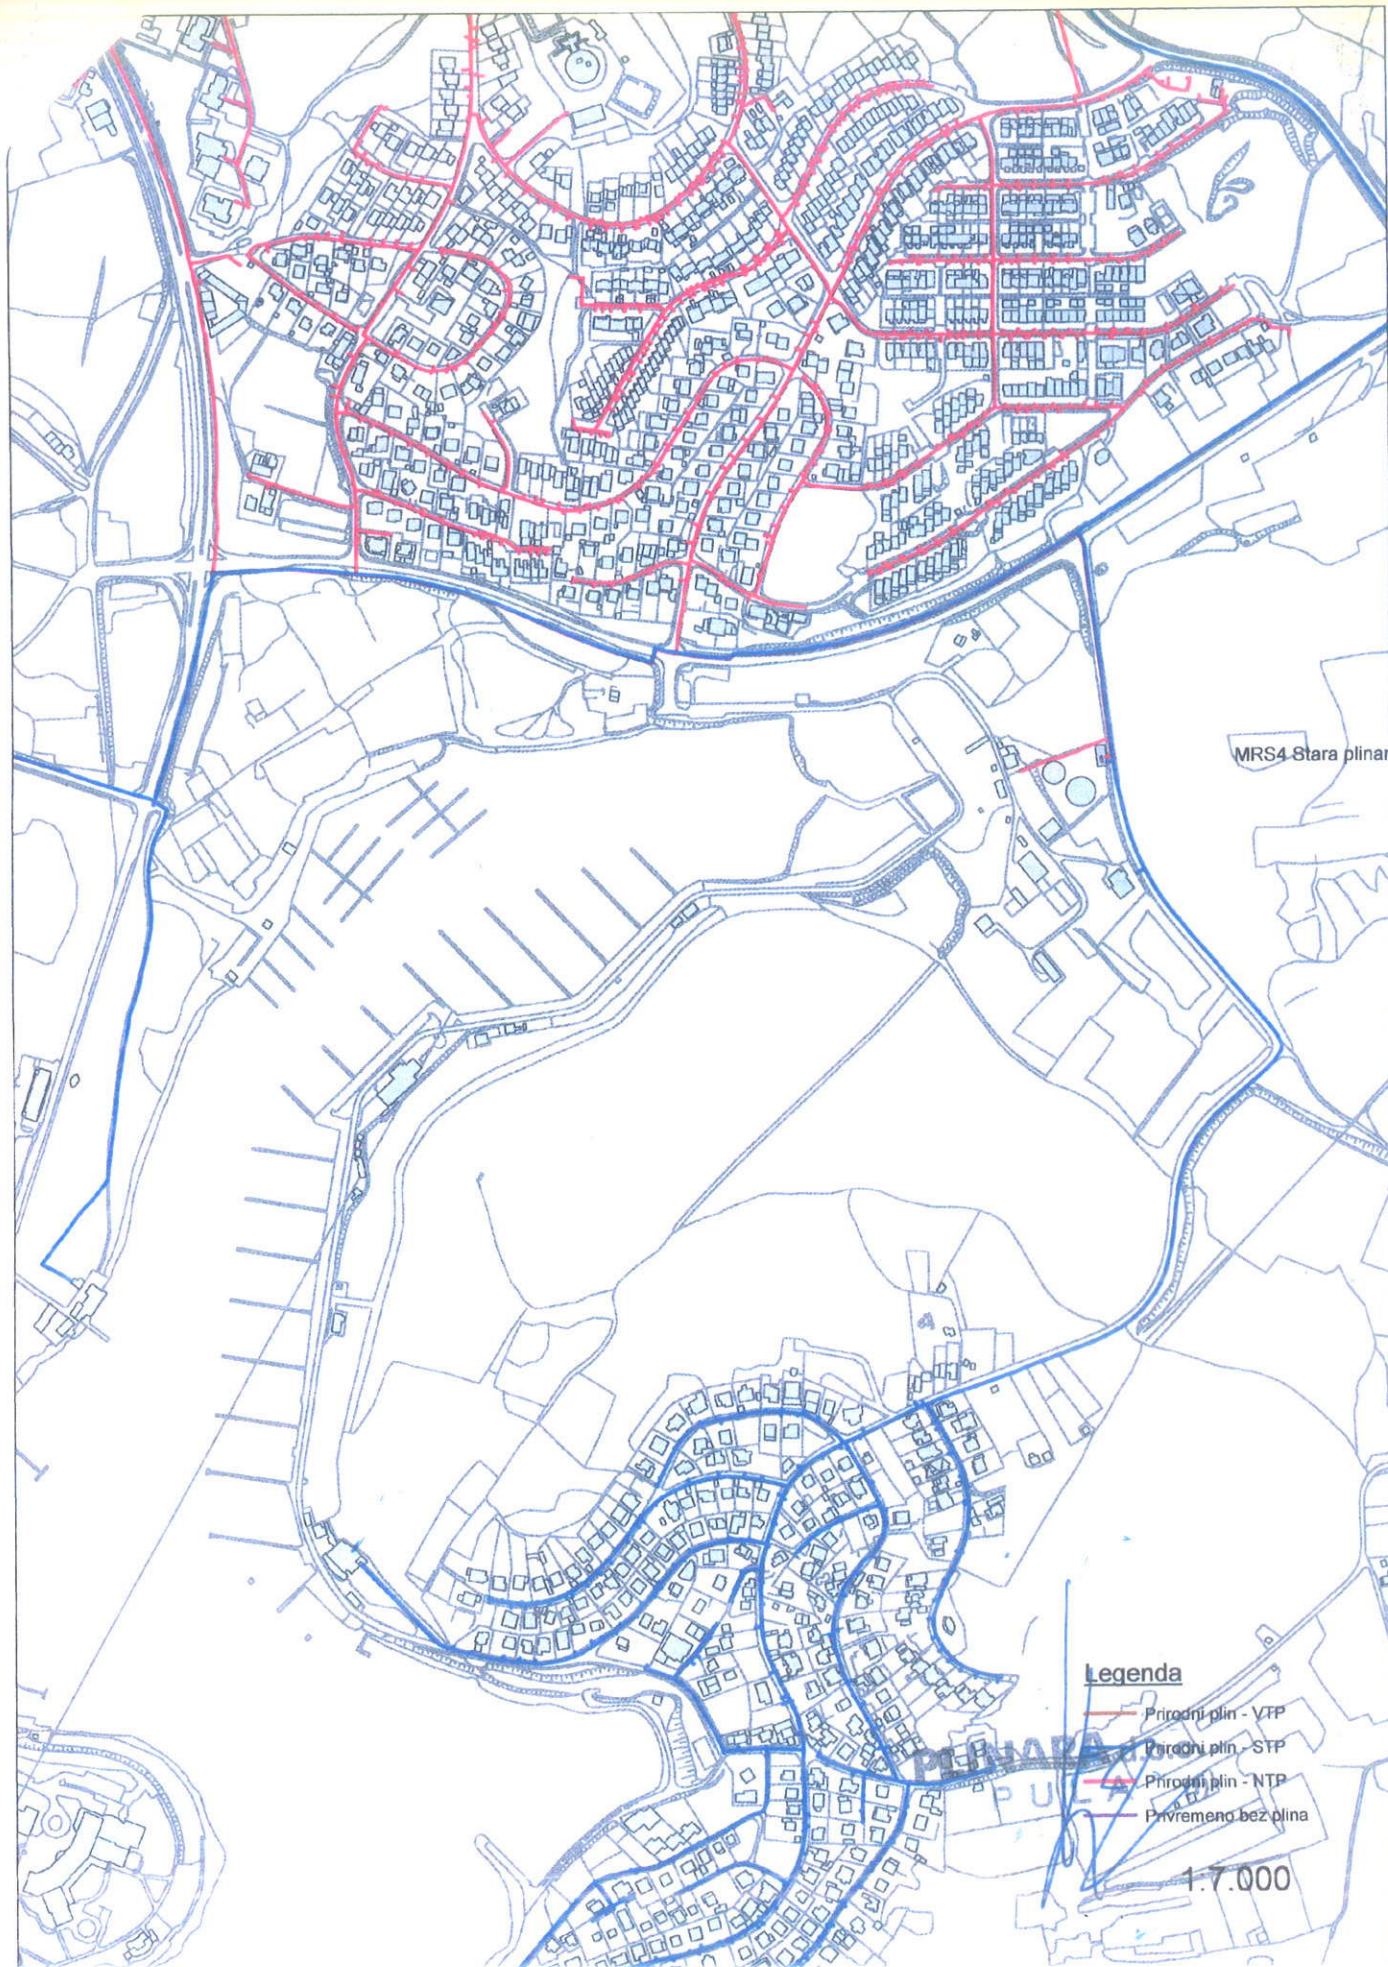 MRS4 Stara plinar
Legenda
Prirodni plin - VTP
Prirodni plin - STP
Prirodni plin - NTP
Privremeno bez plina
PLINARA d.o.o.
PULA
1:7.000